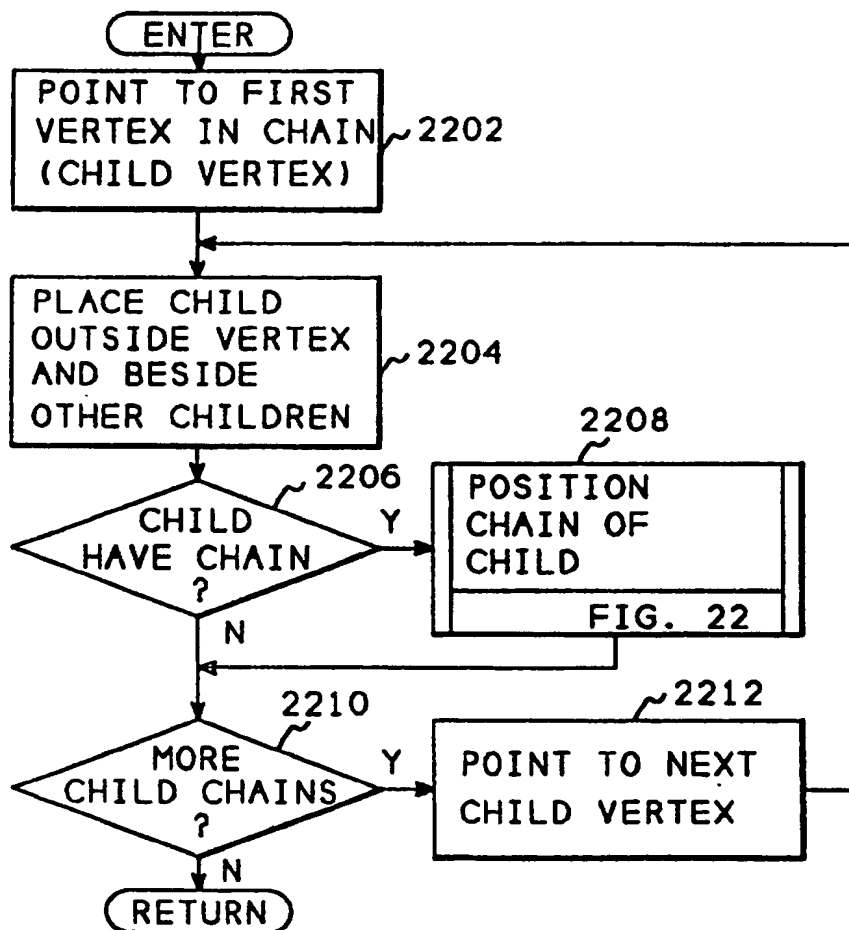 ENTER
POINT TO FIRST
VERTEX IN CHAIN
(CHILD VERTEX)
2202
PLACE CHILD
OUTSIDE VERTEX
AND BESIDE
OTHER CHILDREN
2204
2206
CHILD
HAVE CHAIN
?
Y
N
2208
POSITION
CHAIN OF
CHILD
FIG. 22
2210
MORE
CHILD CHAINS
?
Y
N
2212
POINT TO NEXT
CHILD VERTEX
RETURN